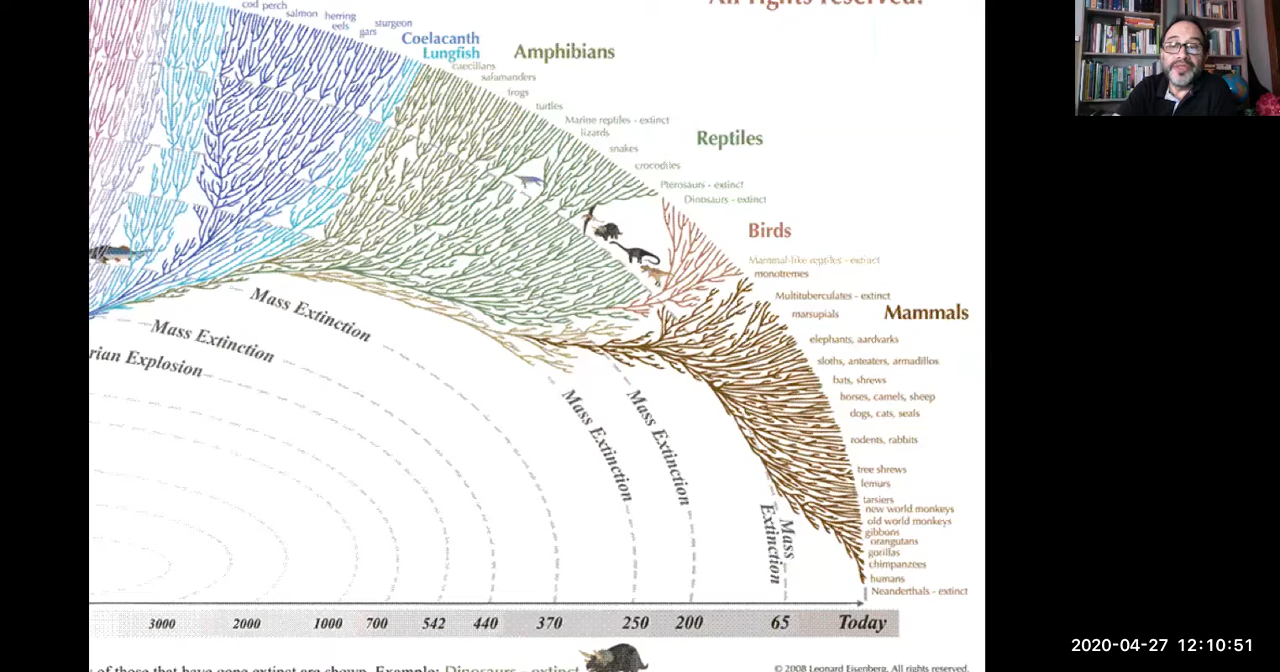 All rights reserved.
cod perch
salmon
herring
eels
sturgeon
gars
Coelacanth
Lungfish
Amphibians
caecilians
salamanders
frogs
turtles
Marine reptiles - extinct
lizards
Reptiles
snakes
crocodiles
Pterosaurs - extinct
Dinosaurs - extinct
Birds
Mammal-like reptiles - extinct
monotremes
Multituberculates - extinct
marsupials
Mammals
elephants, aardvarks
sloths, anteaters, armadillos
bats, shrews
horses, camels, sheep
dogs, cats, seals
rodents, rabbits
tree shrews
lemurs
tarsiers
new world monkeys
old world monkeys
gibbons
orangutans
gorillas
chimpanzees
humans
Neanderthals - extinct
Mass Extinction
Mass Extinction
rian Explosion
Mass Extinction
Mass Extinction
Mass Extinction
3000 2000 1000 700 542 440 370 250 200 65 Today
of those that have gone extinct are shown. Example: Dinosaurs - extinct
© 2008 Leonard Eisenberg. All rights reserved.
2020-04-27 12:10:51